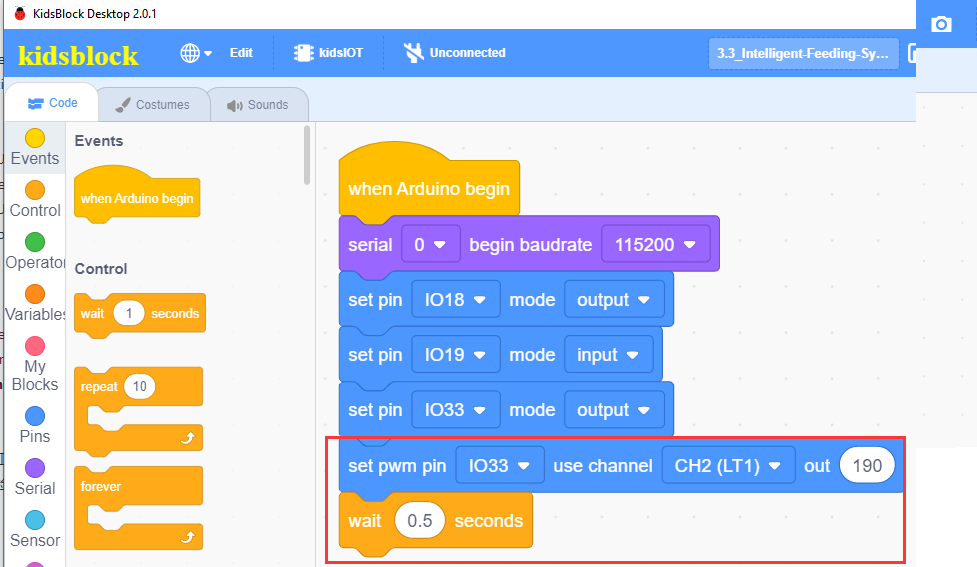 KidsBlock Desktop 2.0.1
kidsblock
Edit
kidsIOT
Unconnected
3.3_Intelligent-Feeding-Sy...
Code
Costumes
Sounds
Events
Control
Operator
Variables
My
Blocks
Pins
Serial
Sensor
Events
when Arduino begin
Control
wait 1 seconds
repeat 10
forever
when Arduino begin
serial 0 begin baudrate 115200
set pin IO18 mode output
set pin IO19 mode input
set pin IO33 mode output
set pwm pin IO33 use channel CH2 (LT1) out 190
wait 0.5 seconds